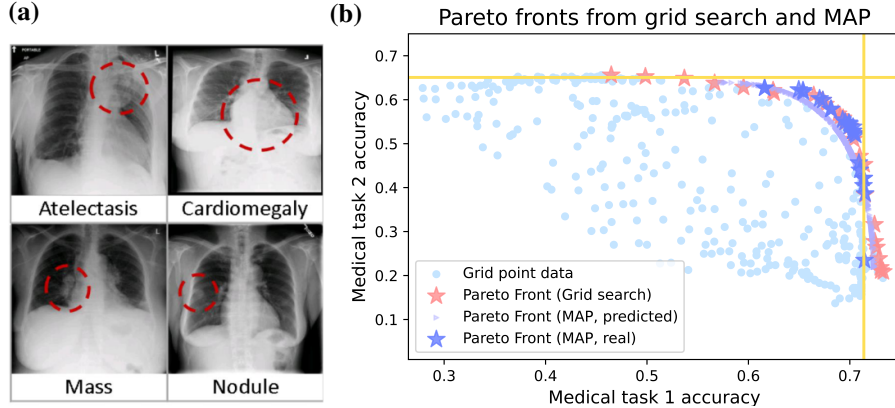 (a)
PORTABLE
L
L
Atelectasis
Cardiomegaly
Mass
Nodule
(b)
Pareto fronts from grid search and MAP
Medical task 2 accuracy
0.7
0.6
0.5
0.4
0.3
0.2
0.1
Grid point data
Pareto Front (Grid search)
Pareto Front (MAP, predicted)
Pareto Front (MAP, real)
0.3 0.4 0.5 0.6 0.7
Medical task 1 accuracy